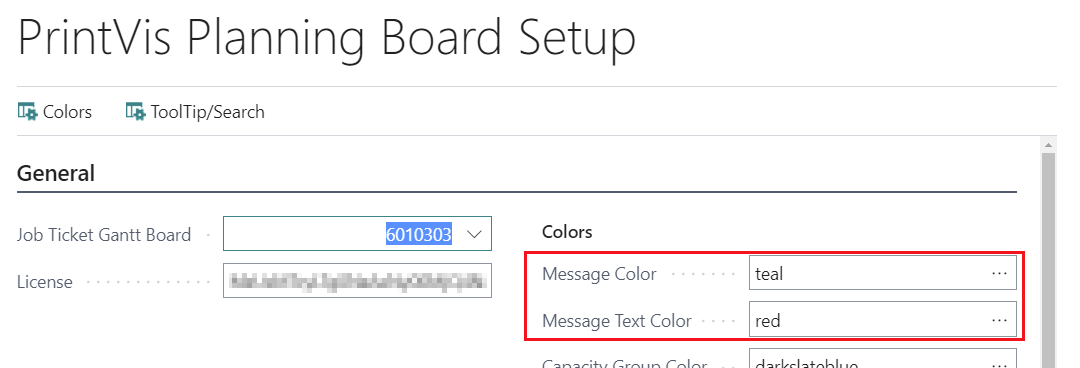 PrintVis Planning Board Setup
Colors ToolTip/Search
General
Job Ticket Gantt Board 6010303
License
Colors
Message Color teal ...
Message Text Color red ...
Capacity Group Color darkslateblue ...